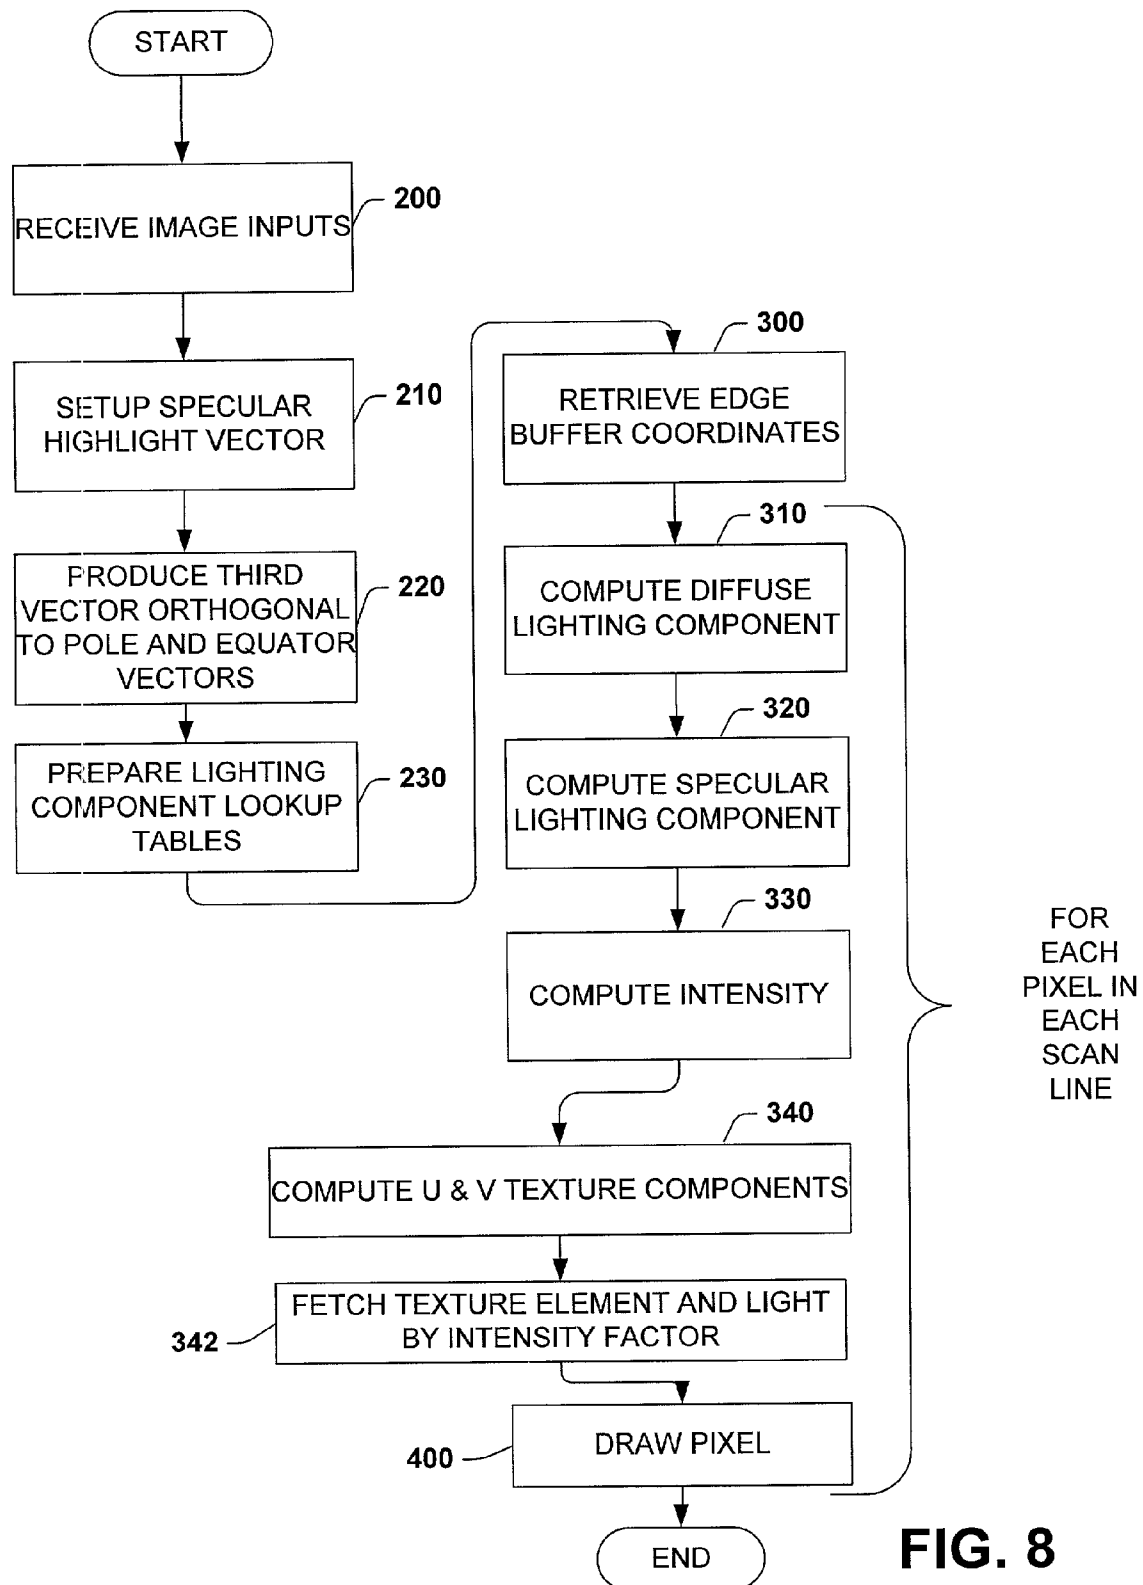 START
RECEIVE IMAGE INPUTS
200
SETUP SPECULAR
HIGHLIGHT VECTOR
210
PRODUCE THIRD
VECTOR ORTHOGONAL
TO POLE AND EQUATOR
VECTORS
220
PREPARE LIGHTING
COMPONENT LOOKUP
TABLES
230
300
RETRIEVE EDGE
BUFFER COORDINATES
310
COMPUTE DIFFUSE
LIGHTING COMPONENT
320
COMPUTE SPECULAR
LIGHTING COMPONENT
330
COMPUTE INTENSITY
340
COMPUTE U & V TEXTURE COMPONENTS
FETCH TEXTURE ELEMENT AND LIGHT
BY INTENSITY FACTOR
342
DRAW PIXEL
400
END
FOR
EACH
PIXEL IN
EACH
SCAN
LINE
FIG. 8